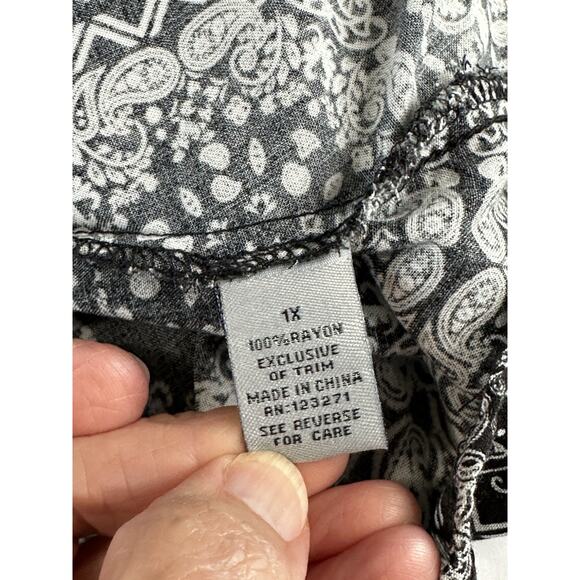 1X
100%RAYON
EXCLUSIVE
OF TRIM
MADE IN CHINA
RN:123271
SEE REVERSE
FOR CARE